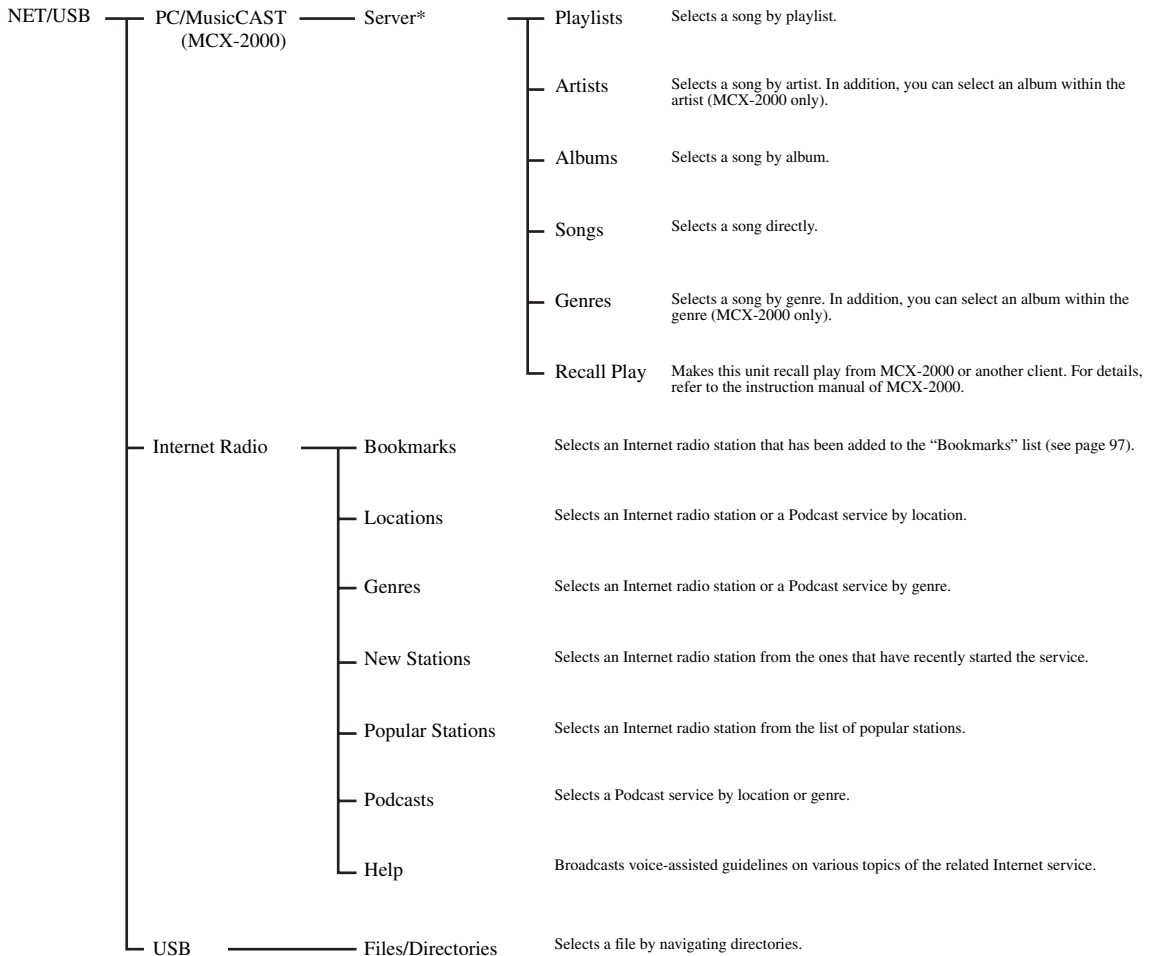 NET/USB
PC/MusicCAST
(MCX-2000)
Server*
Playlists
Selects a song by playlist.
Artists
Selects a song by artist. In addition, you can select an album within the
artist (MCX-2000 only).
Albums
Selects a song by album.
Songs
Selects a song directly.
Genres
Selects a song by genre. In addition, you can select an album within the
genre (MCX-2000 only).
Recall Play
Makes this unit recall play from MCX-2000 or another client. For details,
refer to the instruction manual of MCX-2000.
Internet Radio
Bookmarks
Selects an Internet radio station that has been added to the “Bookmarks” list (see page 97).
Locations
Selects an Internet radio station or a Podcast service by location.
Genres
Selects an Internet radio station or a Podcast service by genre.
New Stations
Selects an Internet radio station from the ones that have recently started the service.
Popular Stations
Selects an Internet radio station from the list of popular stations.
Podcasts
Selects a Podcast service by location or genre.
Help
Broadcasts voice-assisted guidelines on various topics of the related Internet service.
USB
Files/Directories
Selects a file by navigating directories.